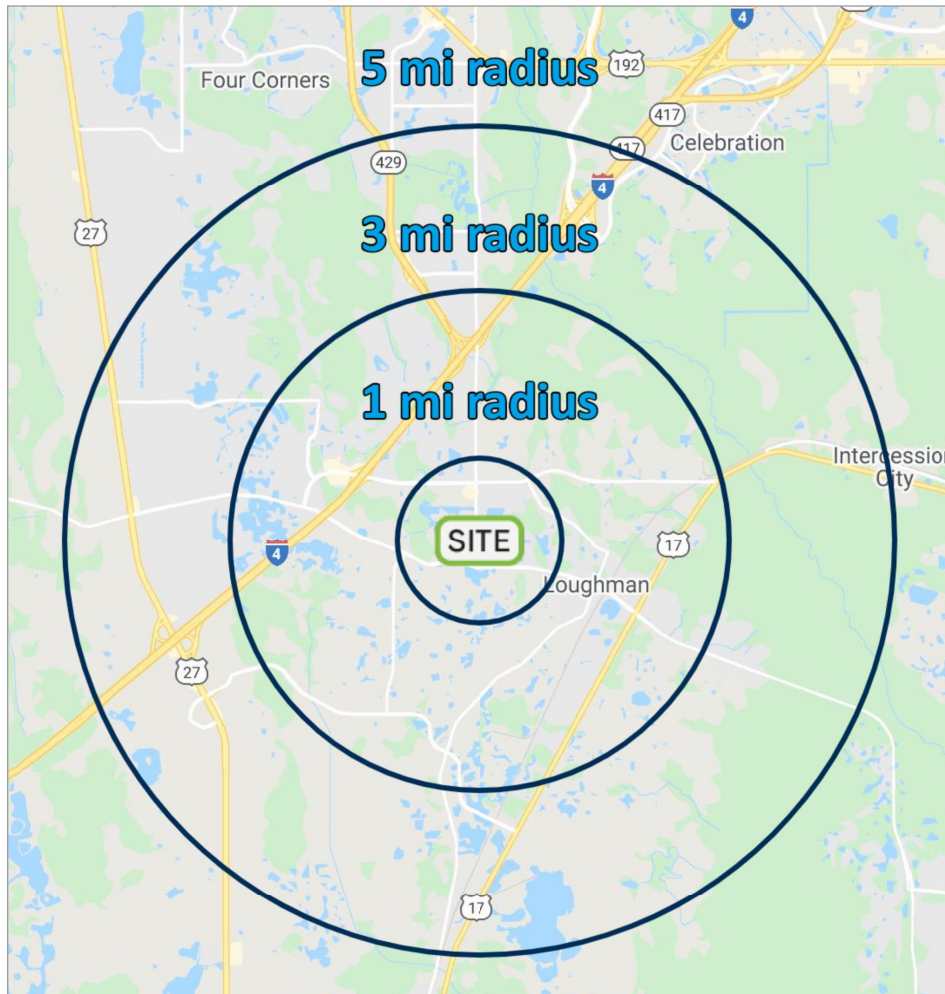 4
5 mi radius
192
Four Corners
417
417
Celebration
429
4
27
3 mi radius
1 mi radius
Intercession
City
SITE
17
4
Loughman
27
17